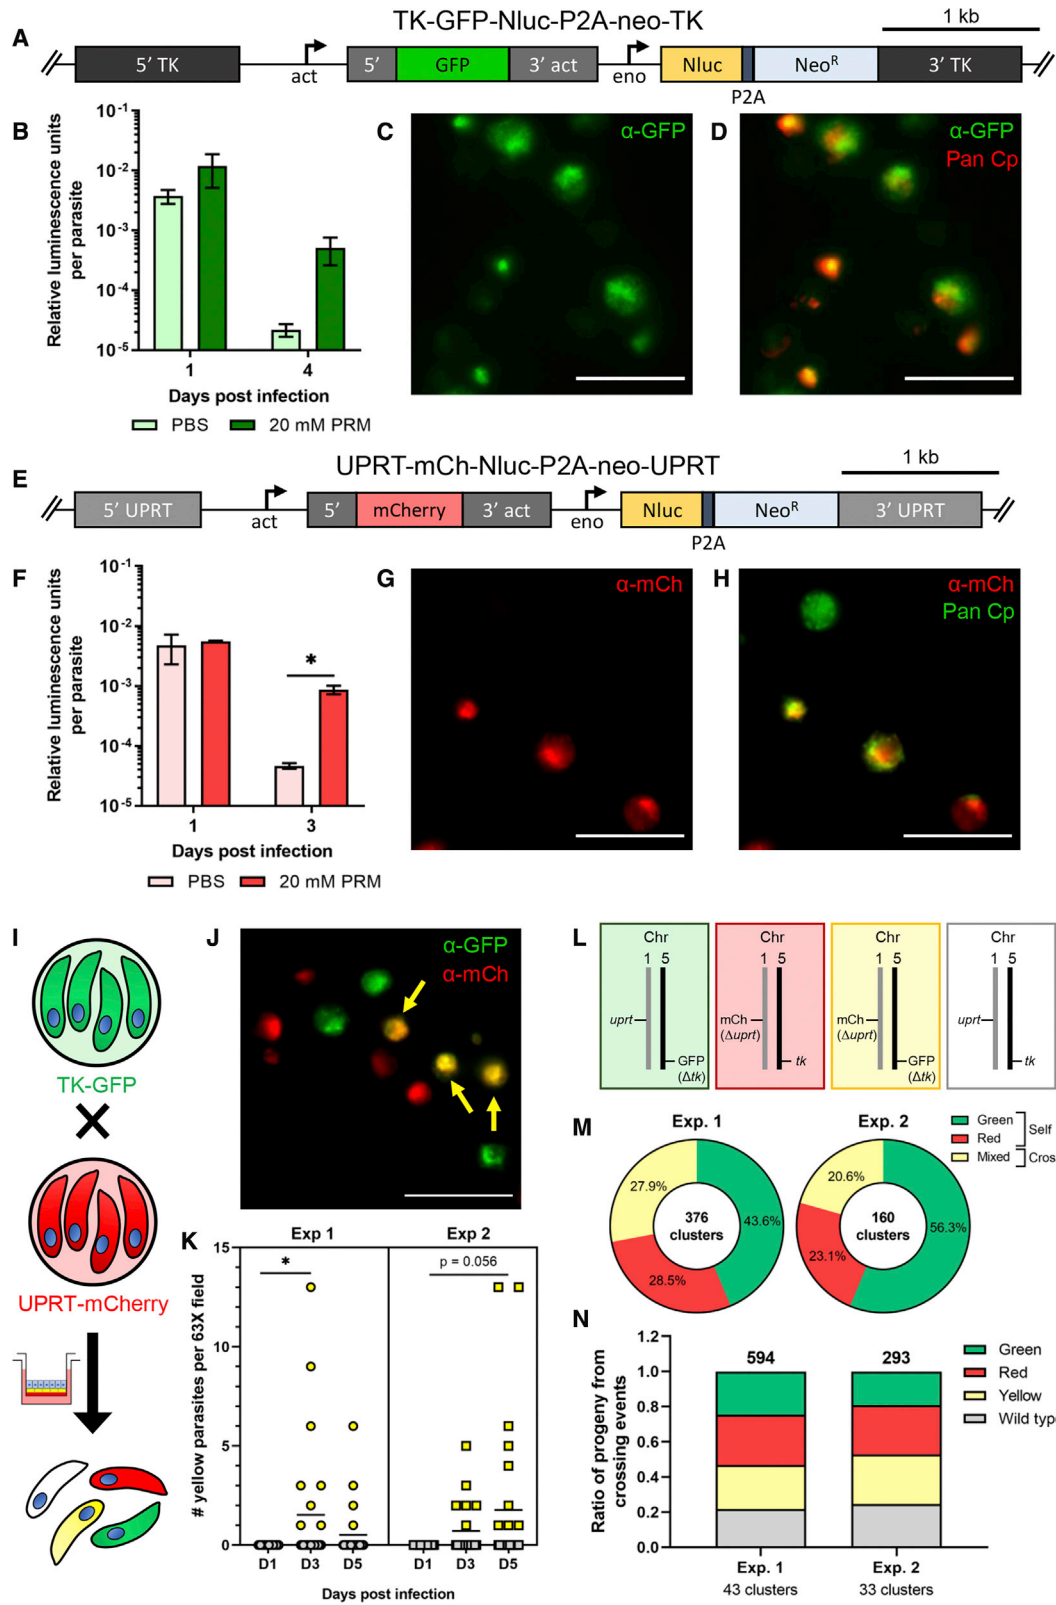 A
TK-GFP-Nluc-P2A-neo-TK
1 kb
5' TK
act
5'
GFP
3' act
eno
Nluc
P2A
Neo^R
3' TK
B
Relative luminescence units
per parasite
10^-1
10^-2
10^-3
10^-4
10^-5
1
4
Days post infection
PBS
20 mM PRM
C
α-GFP
D
α-GFP
Pan Cp
E
UPRT-mCh-Nluc-P2A-neo-UPRT
1 kb
5' UPRT
act
5'
mCherry
3' act
eno
Nluc
P2A
Neo^R
3' UPRT
F
Relative luminescence units
per parasite
10^-1
10^-2
10^-3
10^-4
10^-5
*
1
3
Days post infection
PBS
20 mM PRM
G
α-mCh
H
α-mCh
Pan Cp
I
TK-GFP
UPRT-mCherry
J
α-GFP
α-mCh
K
Exp 1
Exp 2
# yellow parasites per 63X field
15
10
5
0
*
p = 0.056
D1
D3
D5
D1
D3
D5
Days post infection
L
Chr
1 5
uprt
GFP
(Δtk)
Chr
1 5
mCh
(Δuprt)
tk
Chr
1 5
mCh
(Δuprt)
GFP
(Δtk)
Chr
1 5
uprt
tk
M
Exp. 1
27.9%
43.6%
28.5%
376
clusters
Exp. 2
20.6%
56.3%
23.1%
160
clusters
Green
Red
Self
Mixed
Cros
N
Ratio of progeny from
crossing events
1.2
1.0
0.8
0.6
0.4
0.2
0.0
594
293
Exp. 1
43 clusters
Exp. 2
33 clusters
Green
Red
Yellow
Wild typ